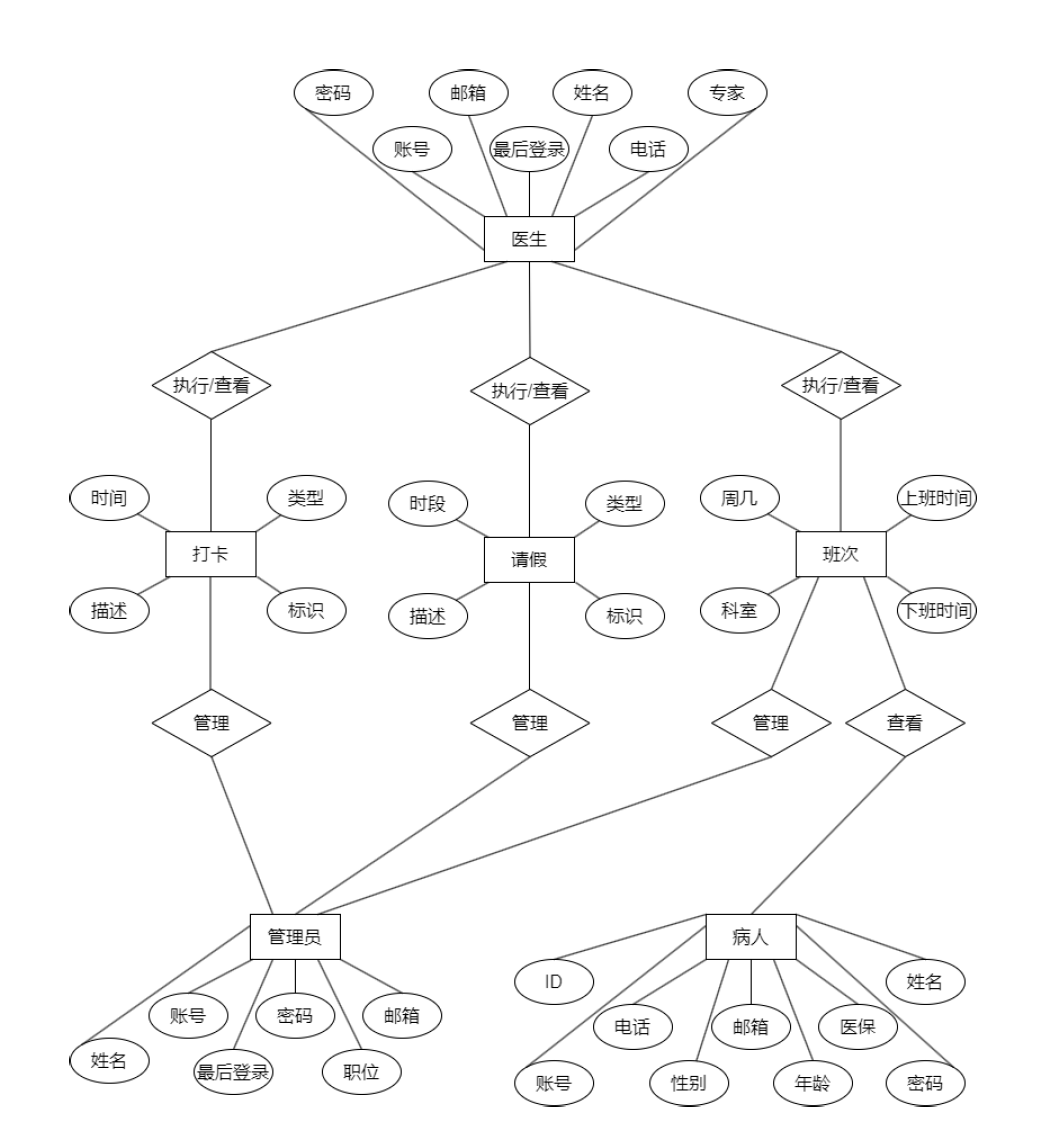 密码
邮箱
姓名
专家
账号
最后登录
电话
医生
执行/查看
执行/查看
执行/查看
时间
类型
时段
类型
周几
上班时间
打卡
请假
班次
描述
标识
描述
标识
科室
下班时间
管理
管理
管理
查看
管理员
病人
ID
姓名
账号
密码
邮箱
电话
邮箱
医保
姓名
最后登录
职位
账号
性别
年龄
密码